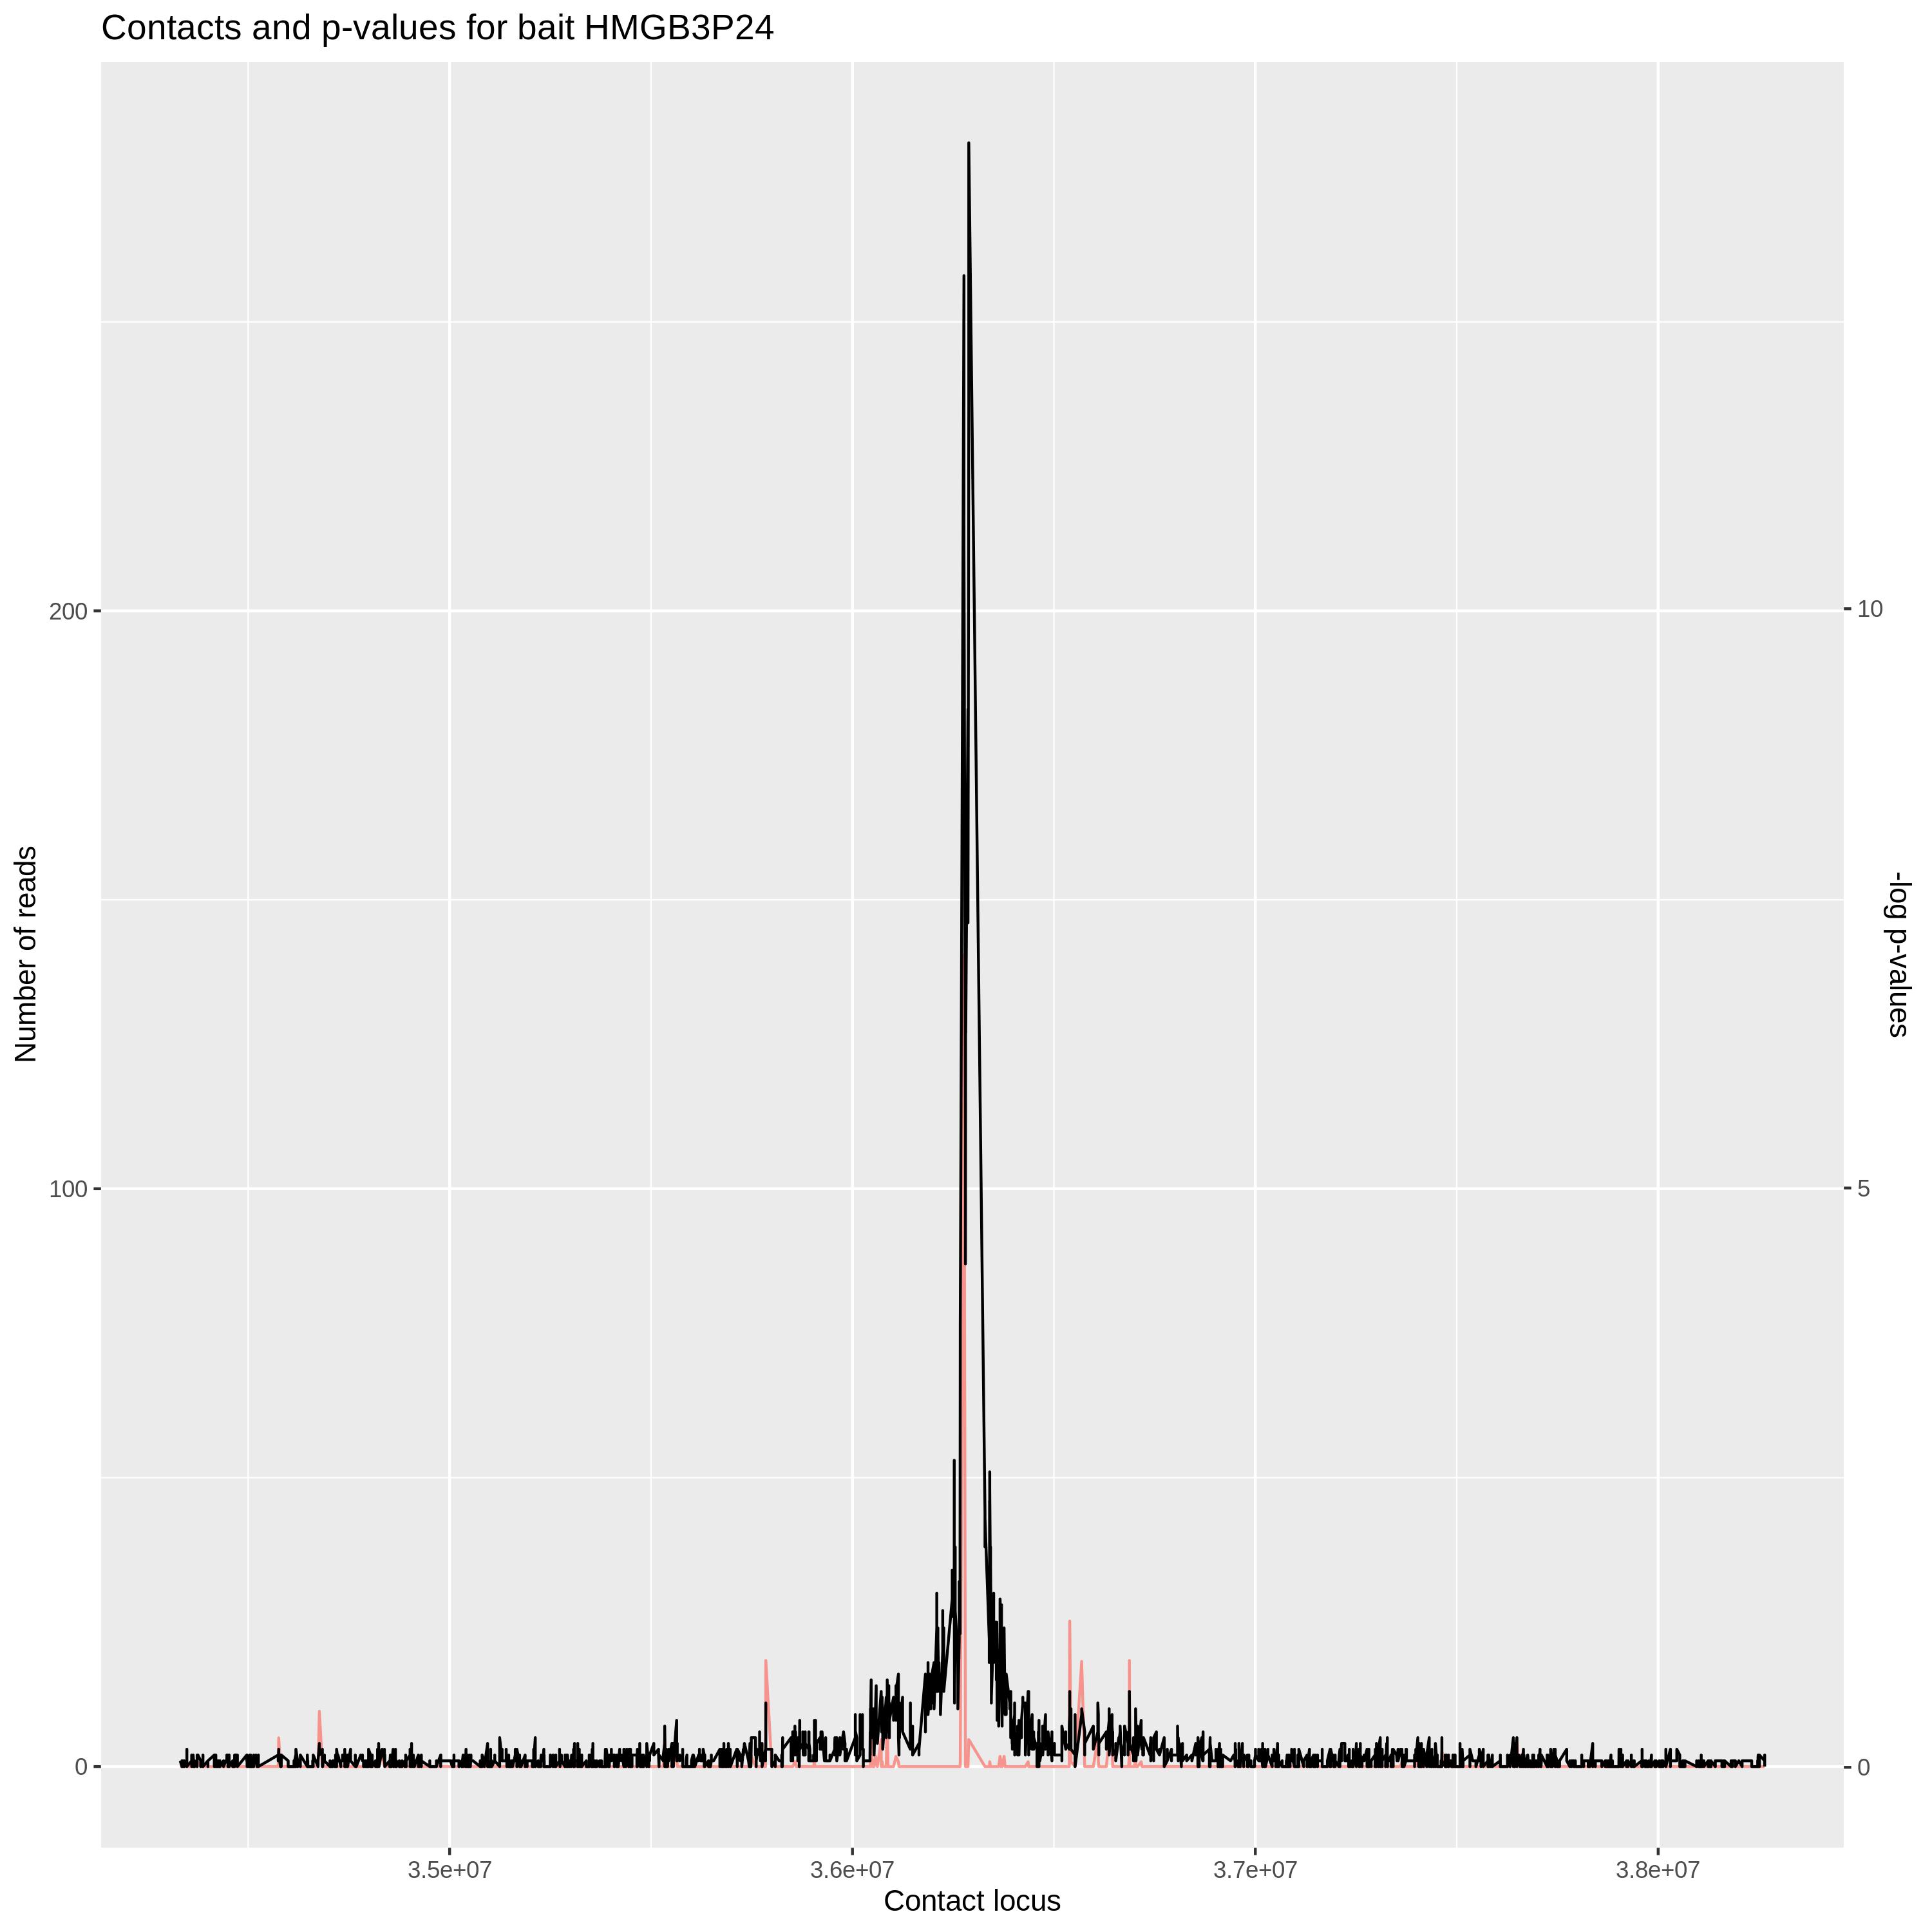 Contacts and p-values for bait HMGB3P24
Number of reads
200
100
0
10
5
0
-log p-values
3.5e+07
3.6e+07
3.7e+07
3.8e+07
Contact locus